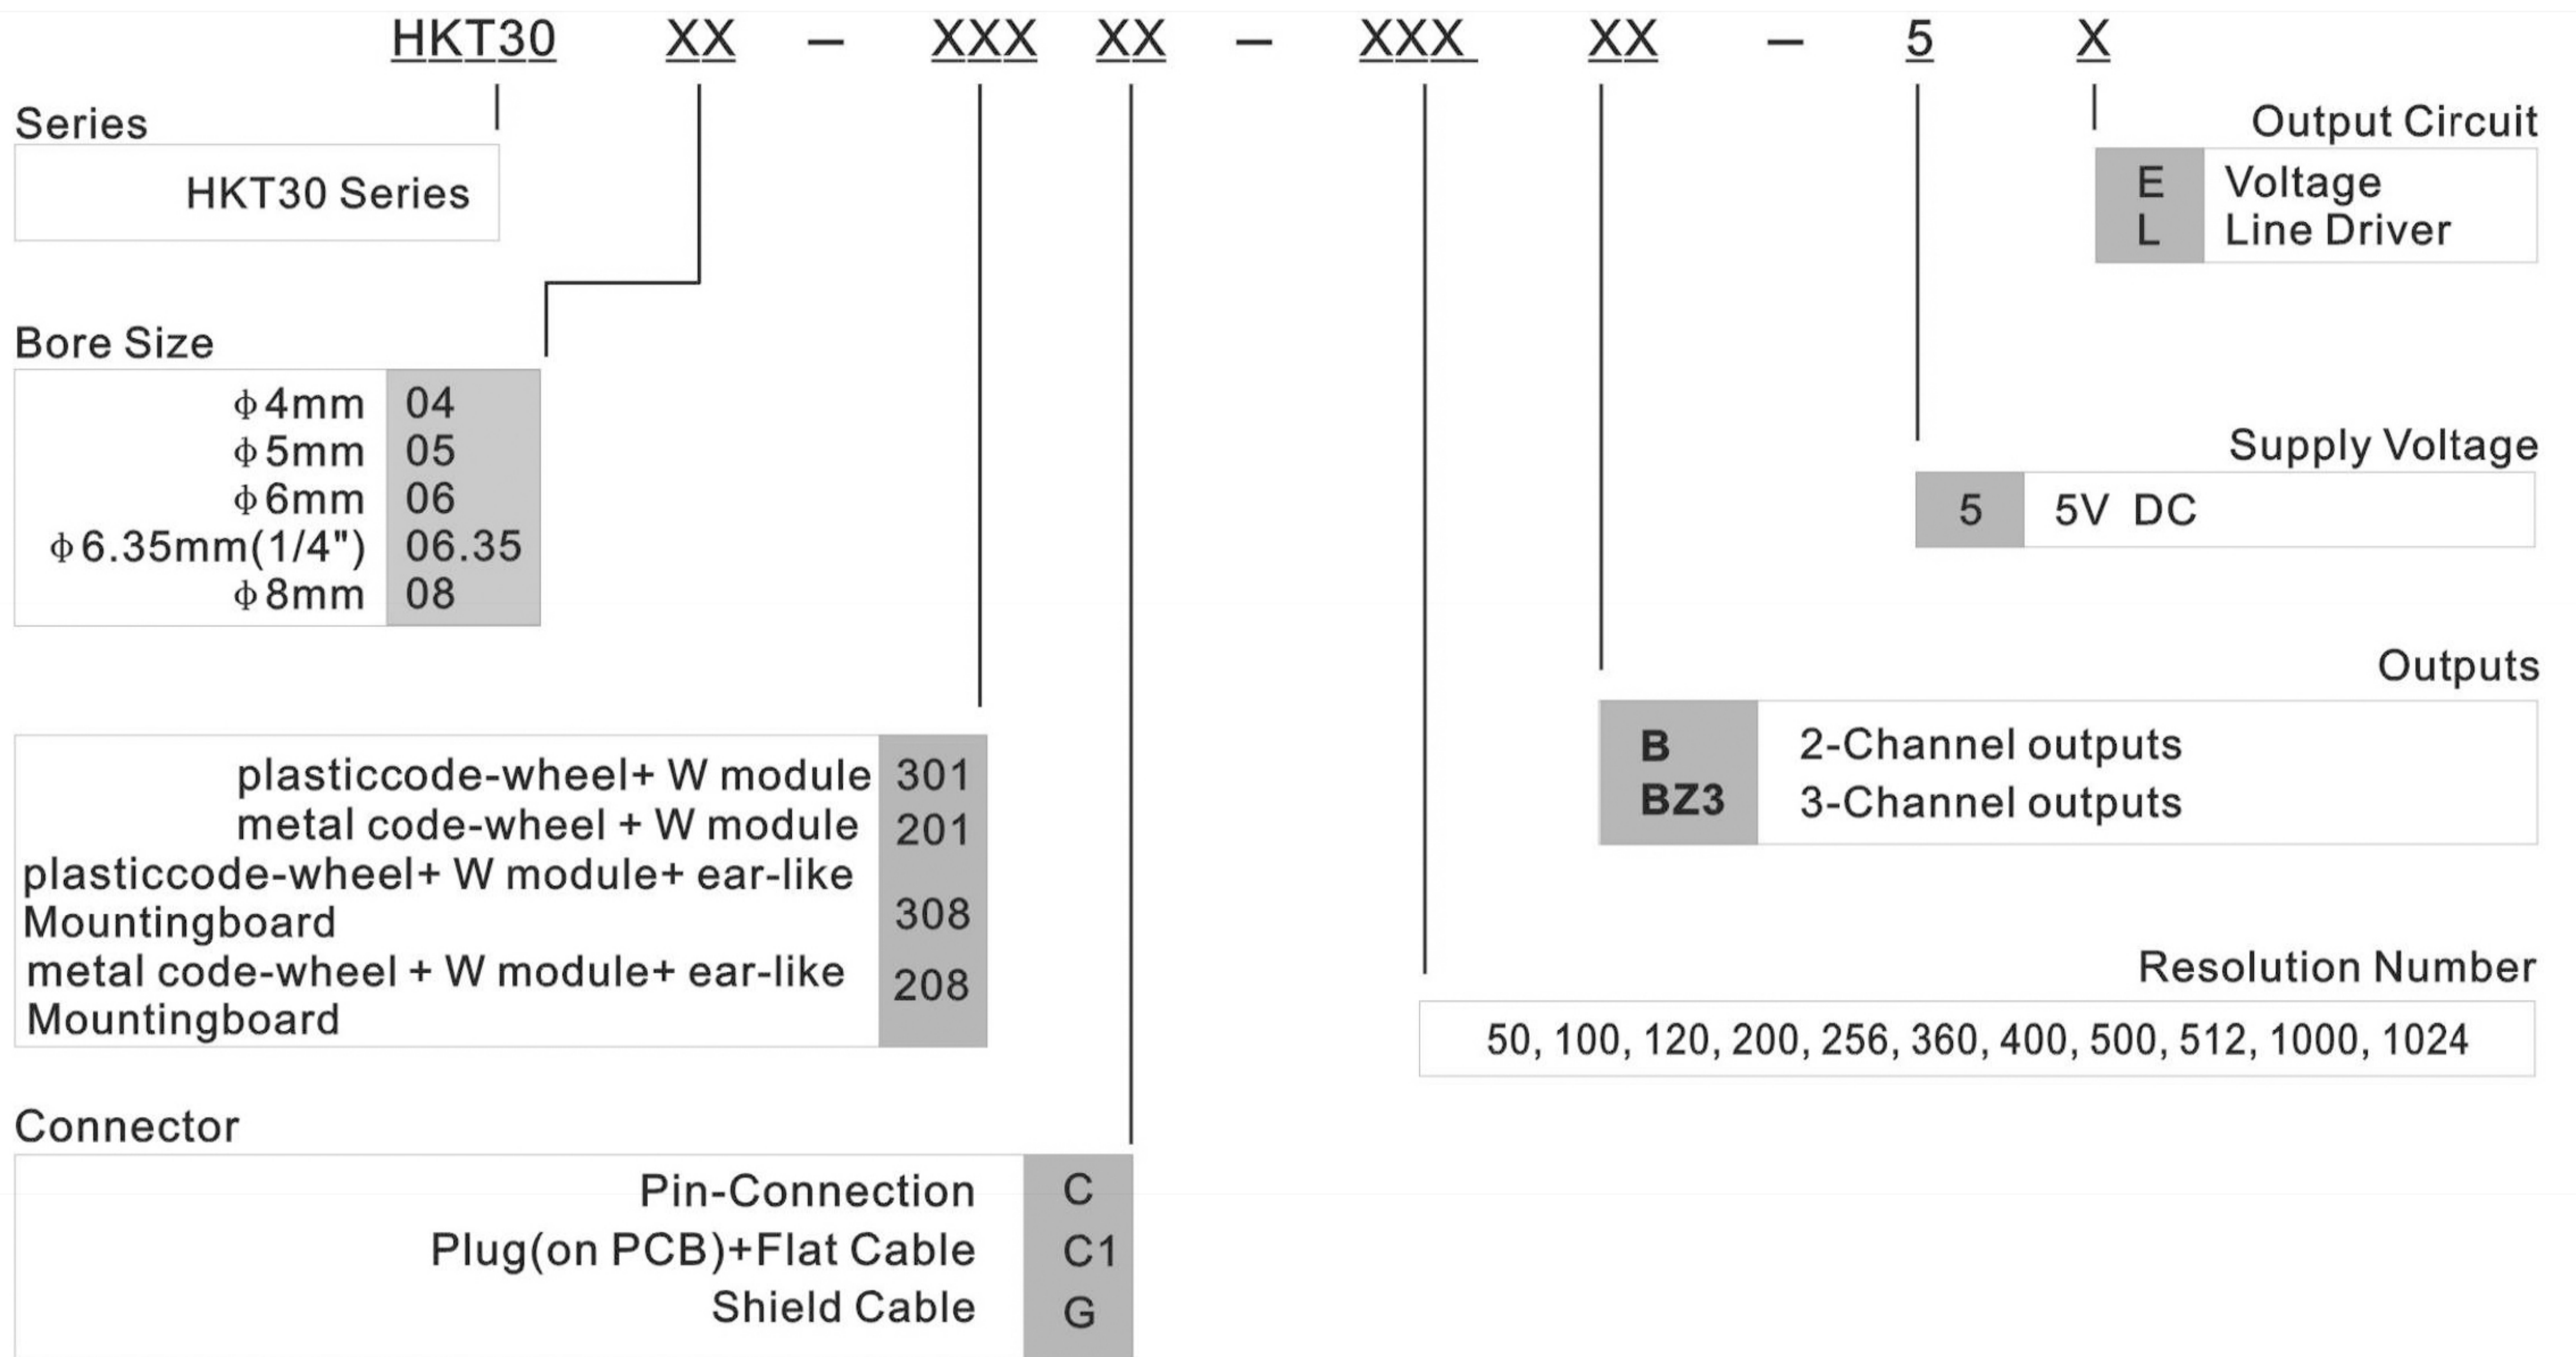 HKT30 XX – XXX XX – XXX XX – 5 X
Series
HKT30 Series
Bore Size
ϕ4mm 04
ϕ5mm 05
ϕ6mm 06
ϕ6.35mm(1/4") 06.35
ϕ8mm 08
plasticcode-wheel+ W module 301
metal code-wheel + W module 201
plasticcode-wheel+ W module+ ear-like
Mountingboard 308
metal code-wheel + W module+ ear-like
Mountingboard 208
Connector
Pin-Connection C
Plug(on PCB)+Flat Cable C1
Shield Cable G
Output Circuit
E Voltage
L Line Driver
Supply Voltage
5 5V DC
Outputs
B 2-Channel outputs
BZ3 3-Channel outputs
Resolution Number
50, 100, 120, 200, 256, 360, 400, 500, 512, 1000, 1024